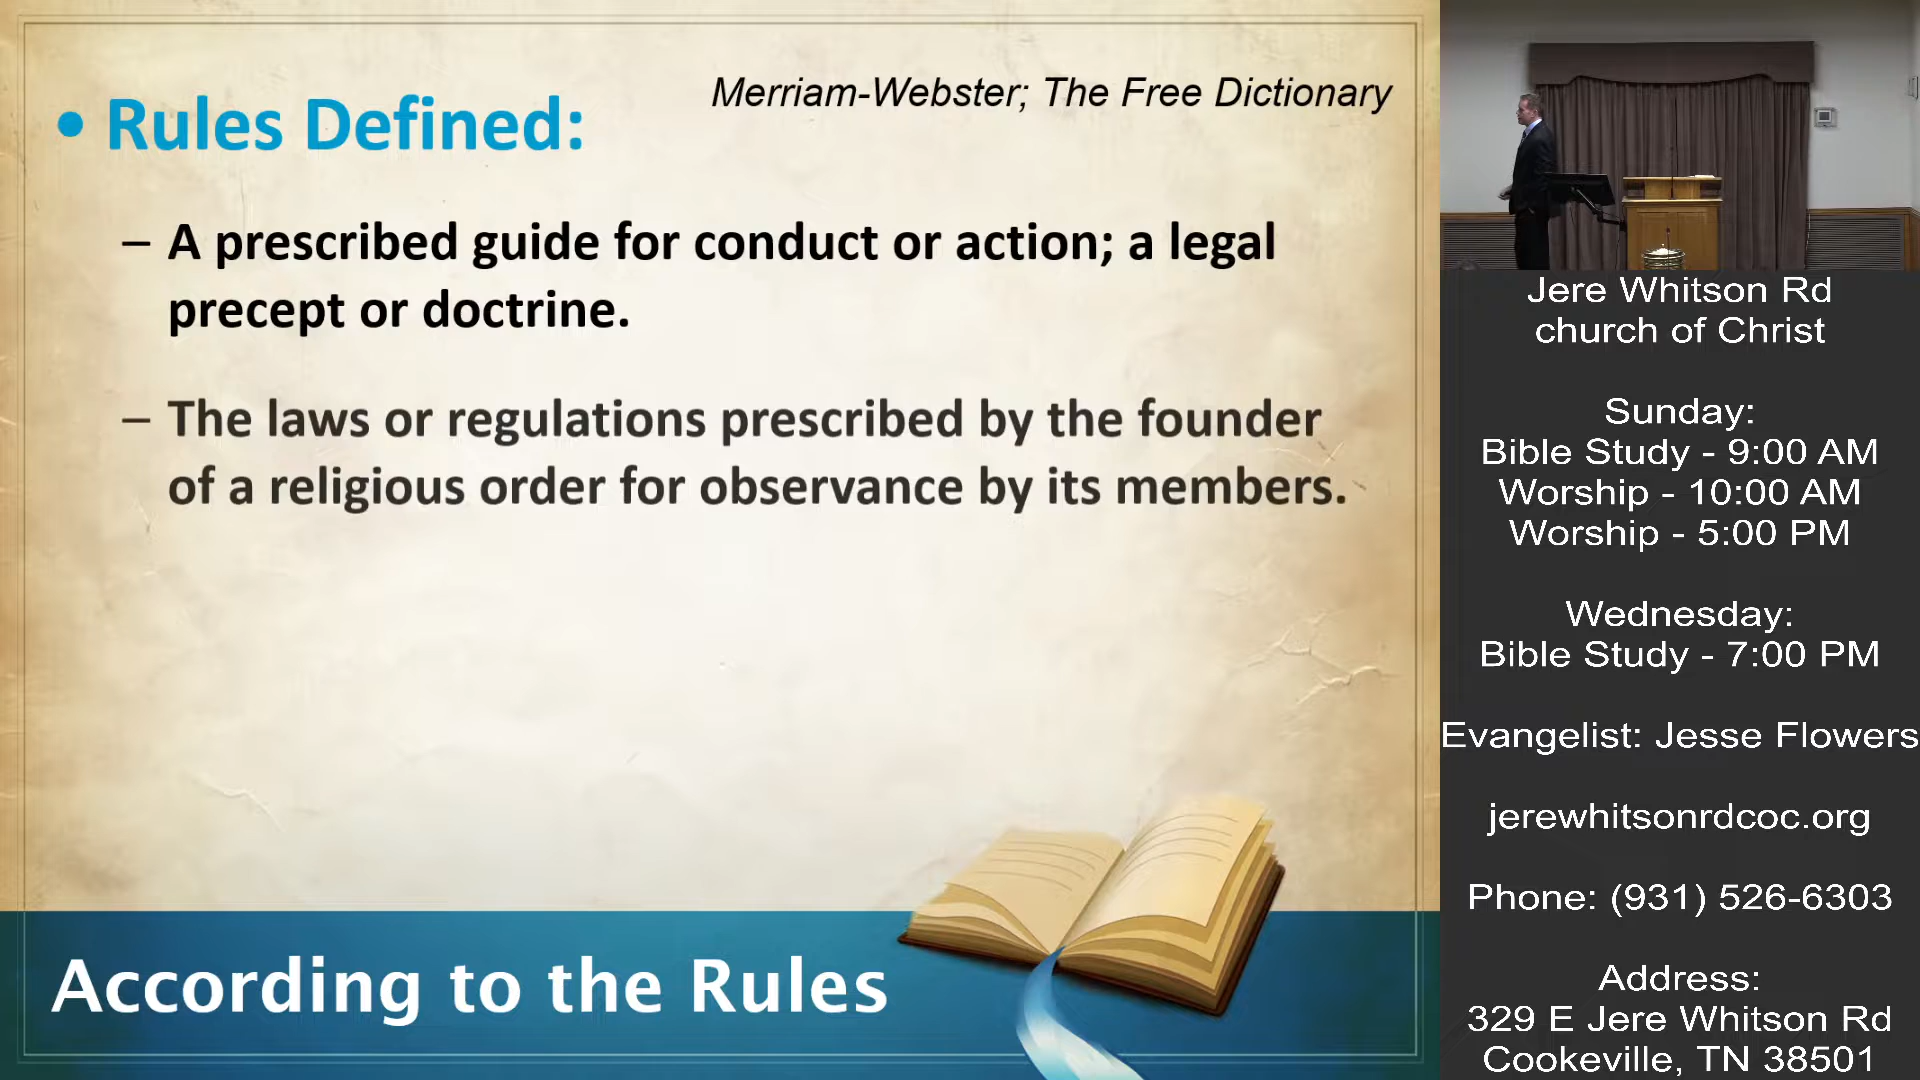 Merriam-Webster; The Free Dictionary
• Rules Defined:
– A prescribed guide for conduct or action; a legal
precept or doctrine.
– The laws or regulations prescribed by the founder
of a religious order for observance by its members.
According to the Rules
Jere Whitson Rd
church of Christ
Sunday:
Bible Study - 9:00 AM
Worship - 10:00 AM
Worship - 5:00 PM
Wednesday:
Bible Study - 7:00 PM
Evangelist: Jesse Flowers
jerewhitsonrdcoc.org
Phone: (931) 526-6303
Address:
329 E Jere Whitson Rd
Cookeville, TN 38501